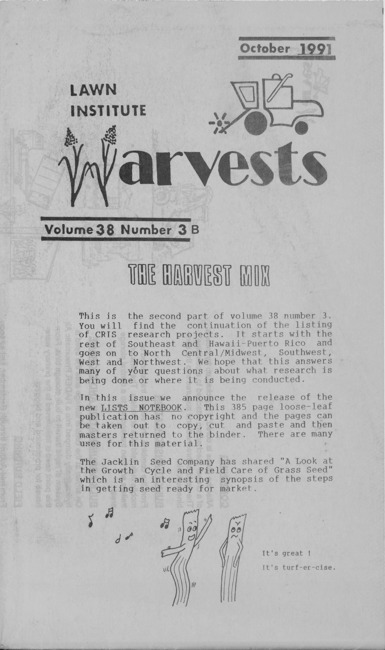 October 1991
LAWN
INSTITUTE
Harvests
Volume 38 Number 3 B
THE HARVEST MIX
This is the second part of volume 38 number 3.
You will find the continuation of the listing
of CRIS research projects. It starts with the
rest of Southeast and Hawaii-Puerto Rico and
goes on to North Central/Midwest, Southwest,
West and Northwest. We hope that this answers
many of your questions about what research is
being done or where it is being conducted.
In this issue we announce the release of the
new LISTS NOTEBOOK. This 385 page loose-leaf
publication has no copyright and the pages can
be taken out to copy, cut and paste and then
masters returned to the binder. There are many
uses for this material.
The Jacklin Seed Company has shared "A Look at
the Growth Cycle and Field Care of Grass Seed"
which is an interesting synopsis of the steps
in getting seed ready for market.
It's great !
It's turf-er-cise.